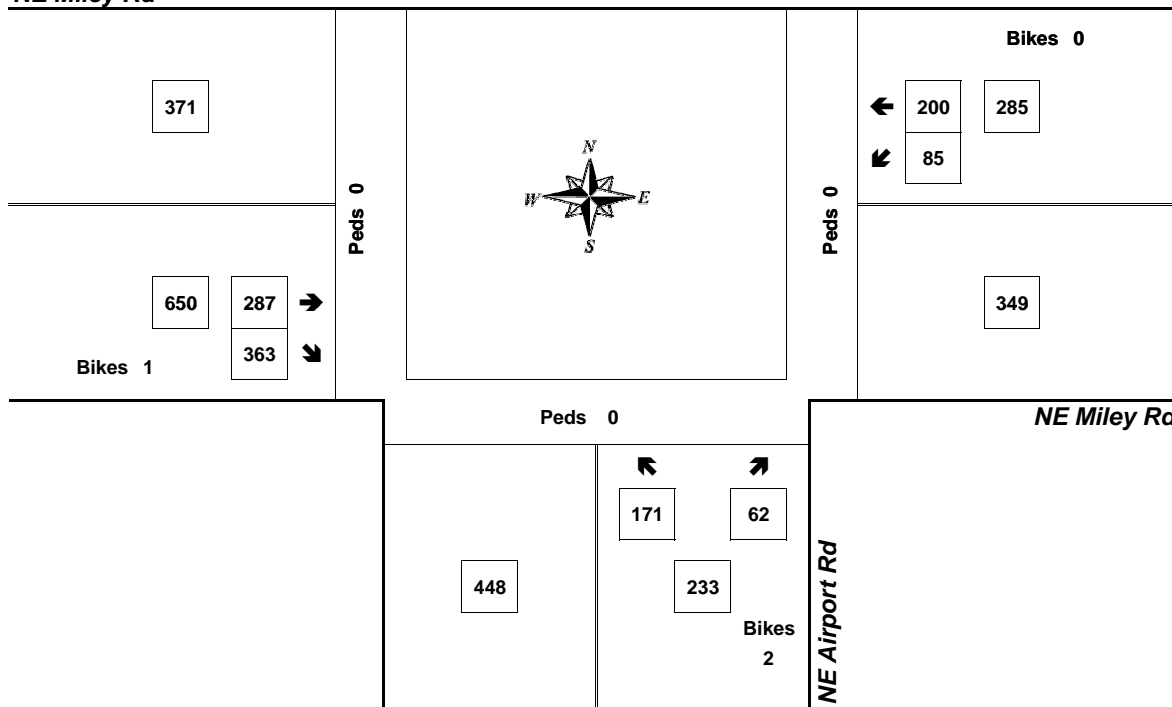 NE Miley Rd
Bikes 0
371
200 285
85
N
W E
S
Peds 0
Peds 0
650 287
363
Bikes 1
349
Peds 0
NE Miley Rd
171 62
448 233
Bikes
2
NE Airport Rd